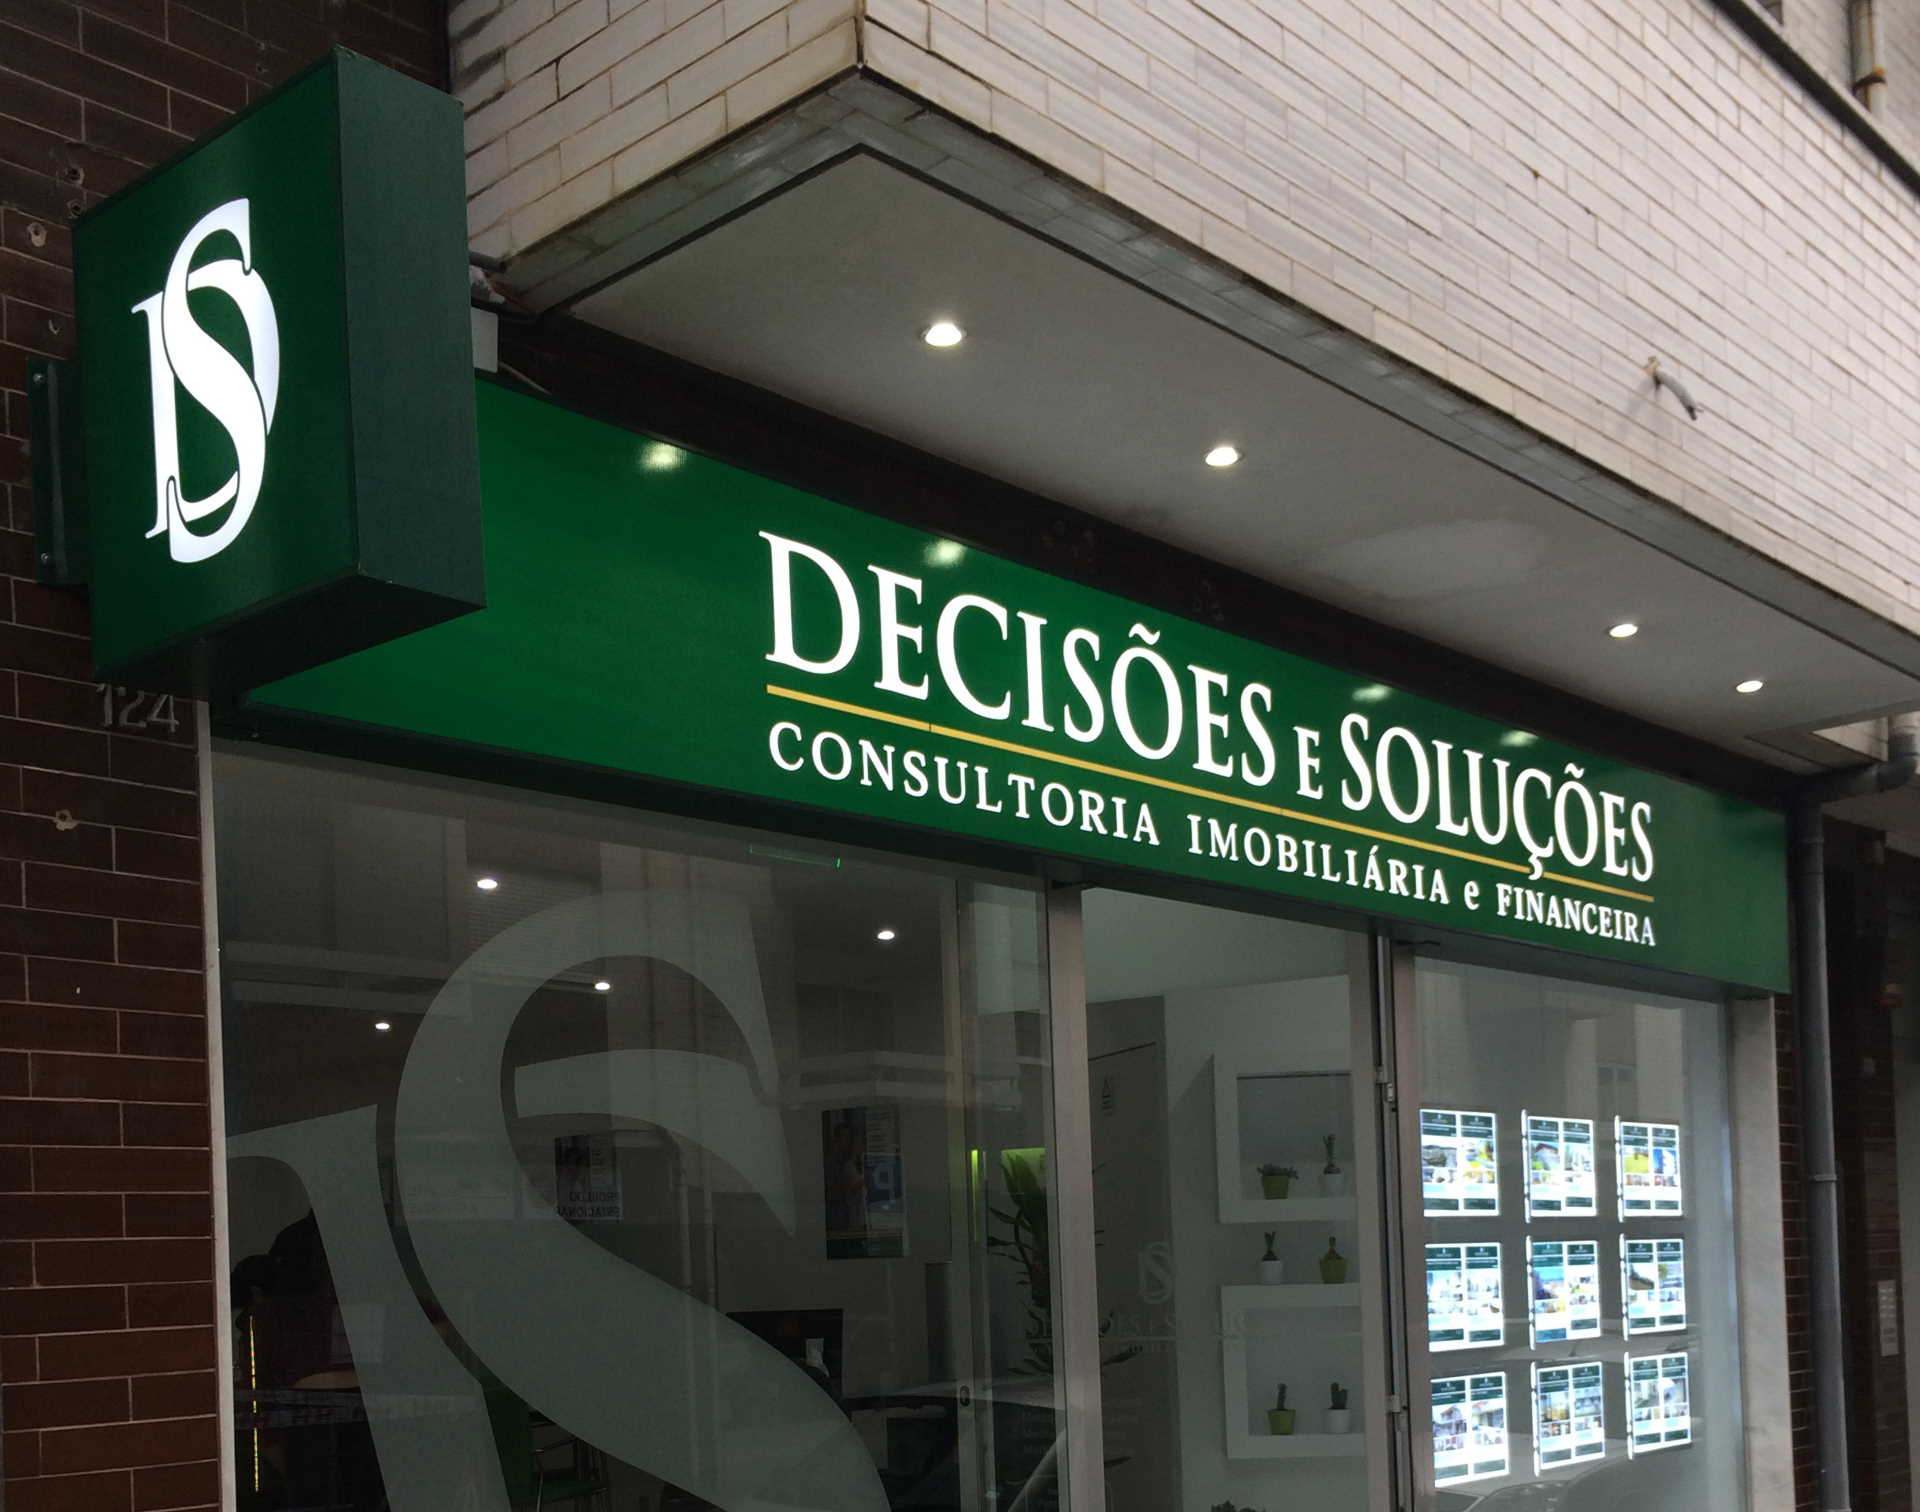 DS
DECISÕES E SOLUÇÕES
CONSULTORIA IMOBILIÁRIA e FINANCEIRA
124